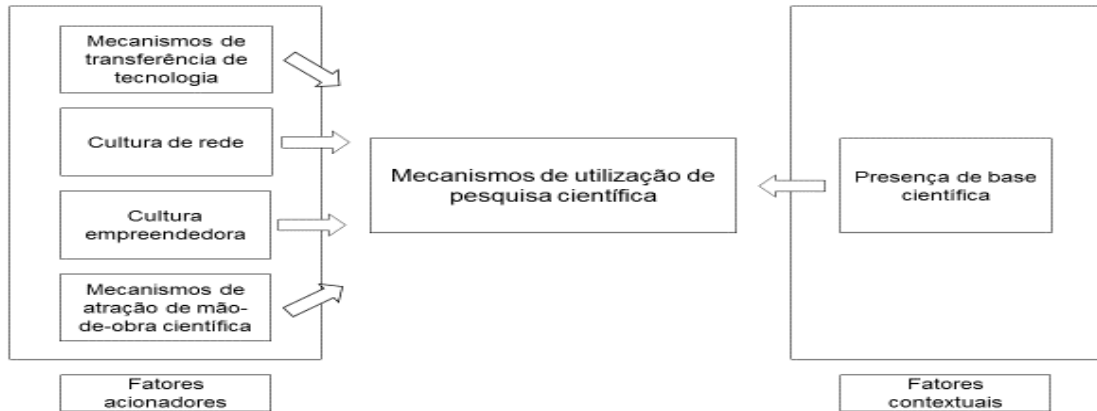 Mecanismos de
transferência de
tecnologia
Cultura de rede
Cultura
empreendedora
Mecanismos de
atração de mão-
de-obra científica
Fatores
acionadores
Mecanismos de utilização de
pesquisa científica
Presença de base
científica
Fatores
contextuais